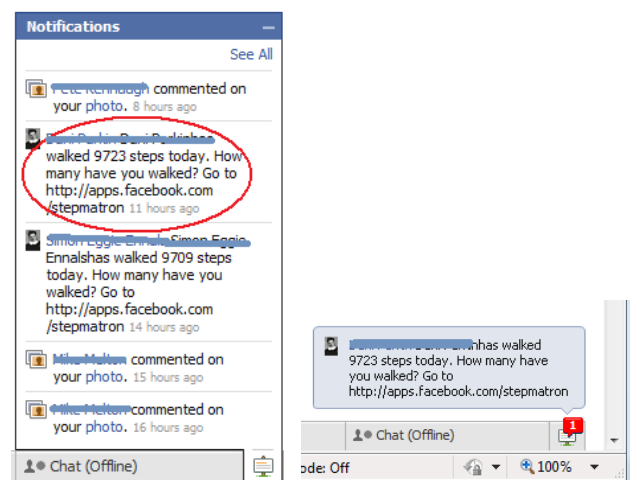 Notifications
See All
commented on
your photo. 8 hours ago
walked 9723 steps today. How
many have you walked? Go to
http://apps.facebook.com
/stepmatron 11 hours ago
Ennalshas walked 9709 steps
today. How many have you
walked? Go to
http://apps.facebook.com
/stepmatron 14 hours ago
commented on
your photo. 15 hours ago
commented on
your photo. 16 hours ago
Chat (Offline)
walked
9723 steps today. How many have
you walked? Go to
http://apps.facebook.com/stepmatron
1
Chat (Offline)
ode: Off
100%